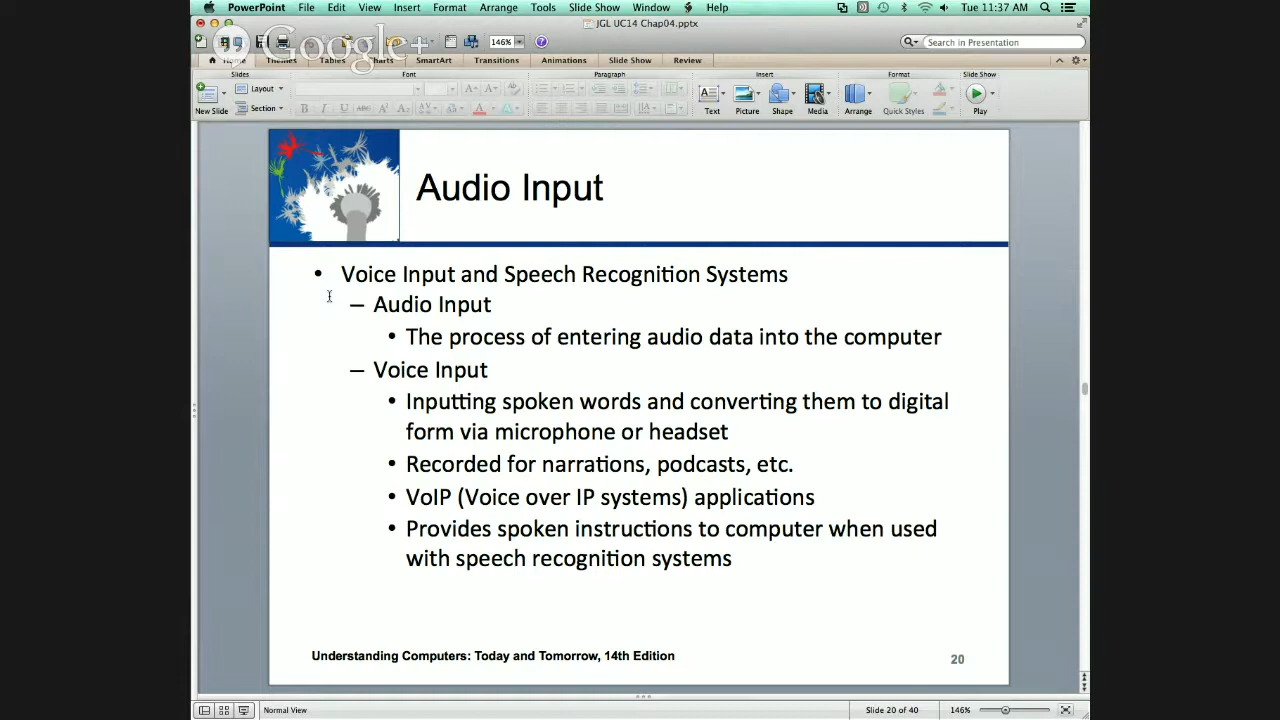 PowerPoint File Edit View Insert Format Arrange Tools Slide Show Window Help Tue 11:37 AM
JGL UC14 Chap04.pptx
Google+
146% Search in Presentation
Home Themes Tables Charts SmartArt Transitions Animations Slide Show Review
Slides Font Paragraph Insert Format Slide Show
Layout
New Slide Section Text Picture Shape Media Arrange Quick Styles Play
Audio Input
• Voice Input and Speech Recognition Systems
– Audio Input
• The process of entering audio data into the computer
– Voice Input
• Inputting spoken words and converting them to digital
form via microphone or headset
• Recorded for narrations, podcasts, etc.
• VoIP (Voice over IP systems) applications
• Provides spoken instructions to computer when used
with speech recognition systems
Understanding Computers: Today and Tomorrow, 14th Edition 20
Normal View Slide 20 of 40 146%